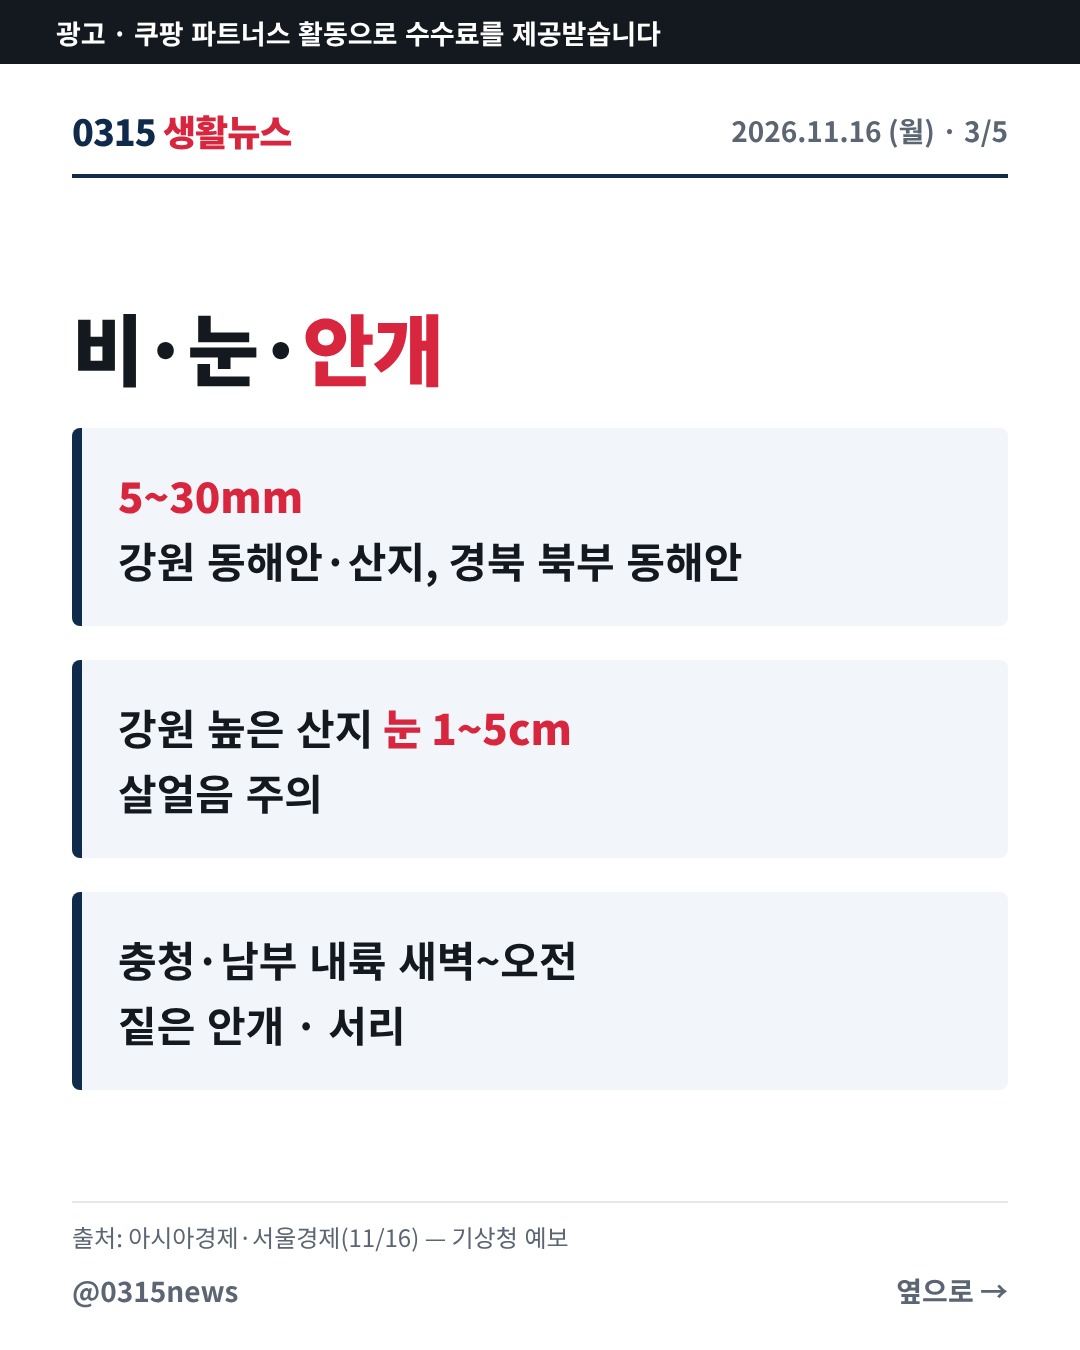 광고 · 쿠팡 파트너스 활동으로 수수료를 제공받습니다
0315 생활뉴스
2026.11.16 (월) · 3/5
비·눈·안개
5~30mm
강원 동해안·산지, 경북 북부 동해안
강원 높은 산지 눈 1~5cm
살얼음 주의
충청·남부 내륙 새벽~오전
짙은 안개 · 서리
출처: 아시아경제·서울경제(11/16) — 기상청 예보
@0315news
옆으로 →